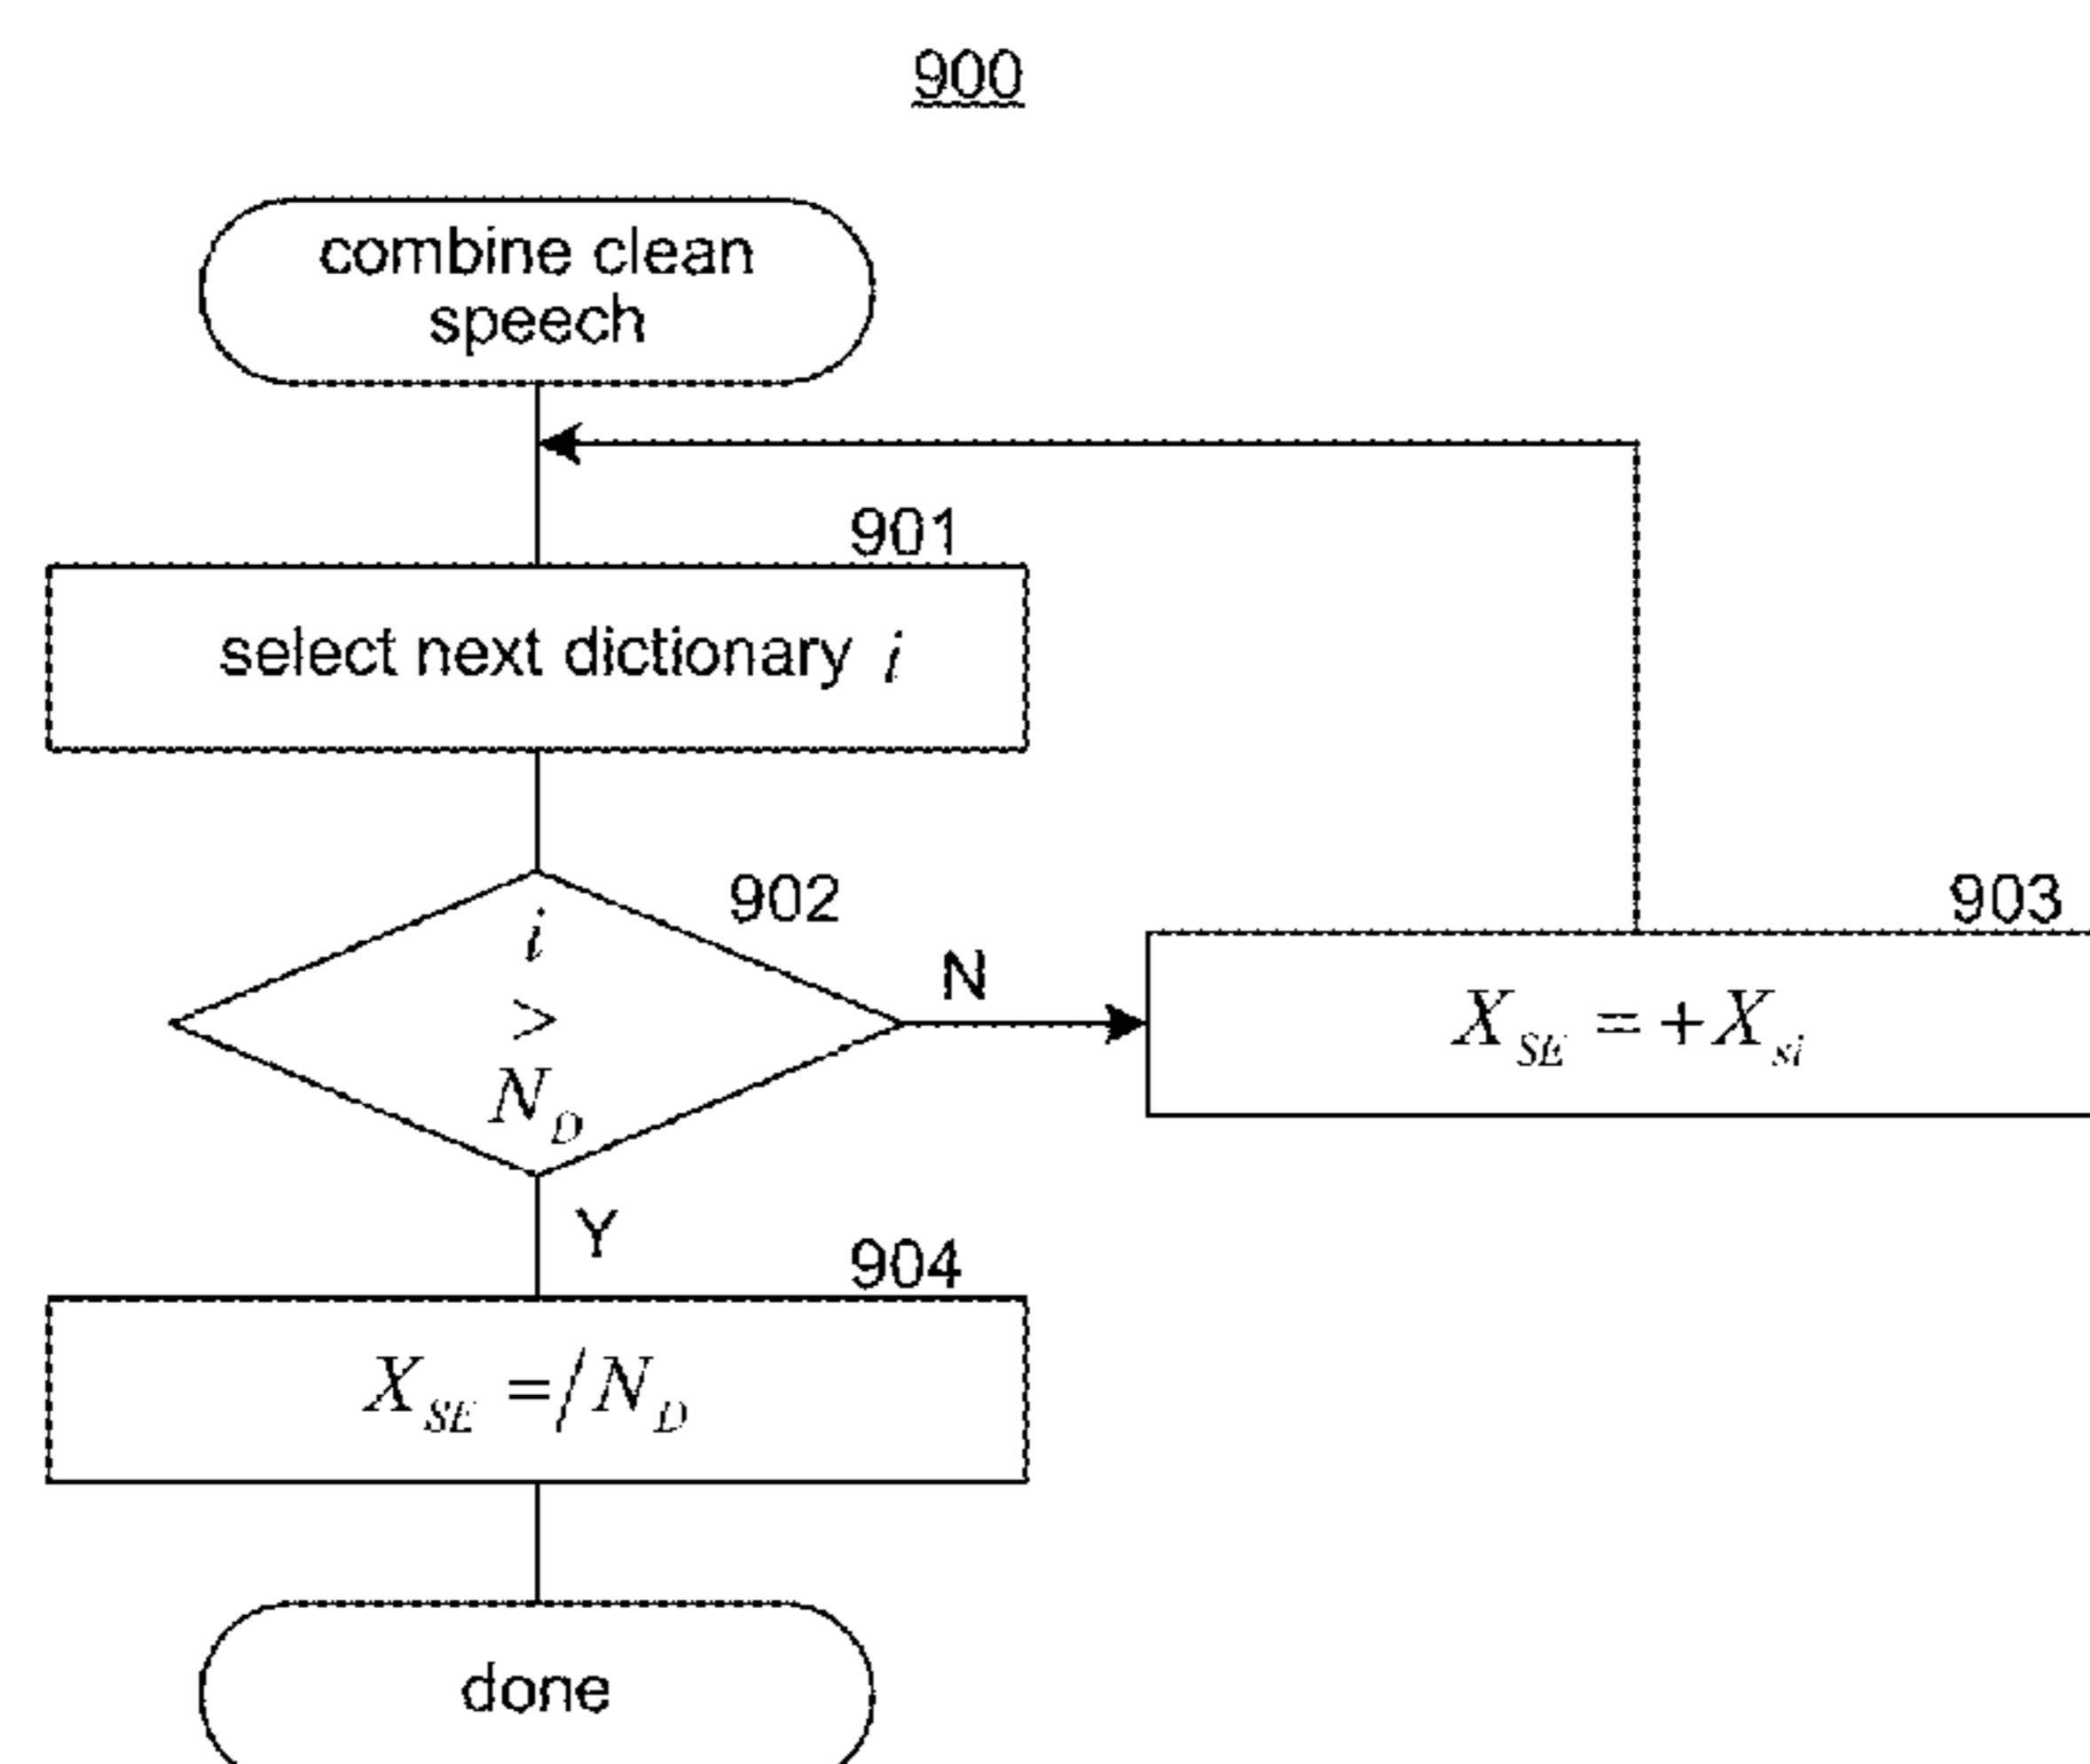 900
combine clean
speech
901
select next dictionary i
902
i
>
N_D
N
903
X_SE = + X_si
Y
904
X_SE = / N_D
done